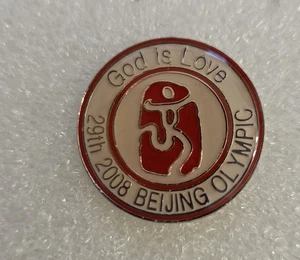 God is Love
29th 2008 BEIJING OLYMPIC